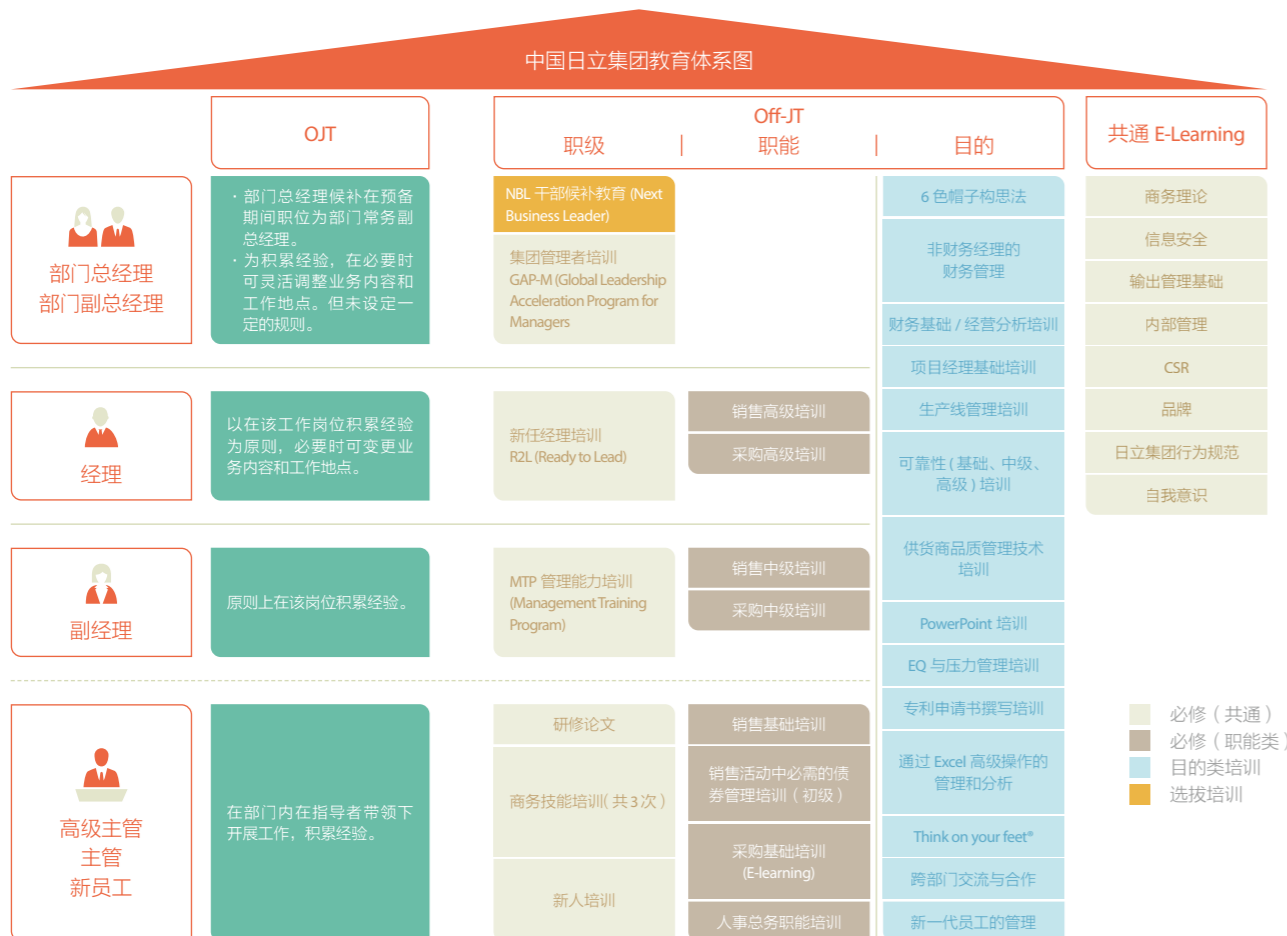 中国日立集团教育体系图
OJT
Off-JT
职级
职能
目的
共通 E-Learning
部门总经理
部门副总经理
· 部门总经理候补在预备
期间职位为部门常务副
总经理。
· 为积累经验，在必要时
可灵活调整业务内容和
工作地点。但未设定一
定的规则。
NBL 干部候补教育 (Next
Business Leader)
集团管理者培训
GAP-M (Global Leadership
Acceleration Program for
Managers
经理
以在该工作岗位积累经验
为原则，必要时可变更业
务内容和工作地点。
新任经理培训
R2L (Ready to Lead)
销售高级培训
采购高级培训
副经理
原则上在该岗位积累经验。
MTP 管理能力培训
(Management Training
Program)
销售中级培训
采购中级培训
高级主管
主管
新员工
在部门内在指导者带领下
开展工作，积累经验。
研修论文
商务技能培训（共 3 次）
新人培训
销售基础培训
销售活动中必需的债
券管理培训（初级）
采购基础培训
(E-learning)
人事总务职能培训
6 色帽子构思法
非财务经理的
财务管理
财务基础 / 经营分析培训
项目经理基础培训
生产线管理培训
可靠性 ( 基础、中级、
高级 ) 培训
供货商品质管理技术
培训
PowerPoint 培训
EQ 与压力管理培训
专利申请书撰写培训
通过 Excel 高级操作的
管理和分析
Think on your feet®
跨部门交流与合作
新一代员工的管理
商务理论
信息安全
输出管理基础
内部管理
CSR
品牌
日立集团行为规范
自我意识
必修（共通）
必修（职能类）
目的类培训
选拔培训